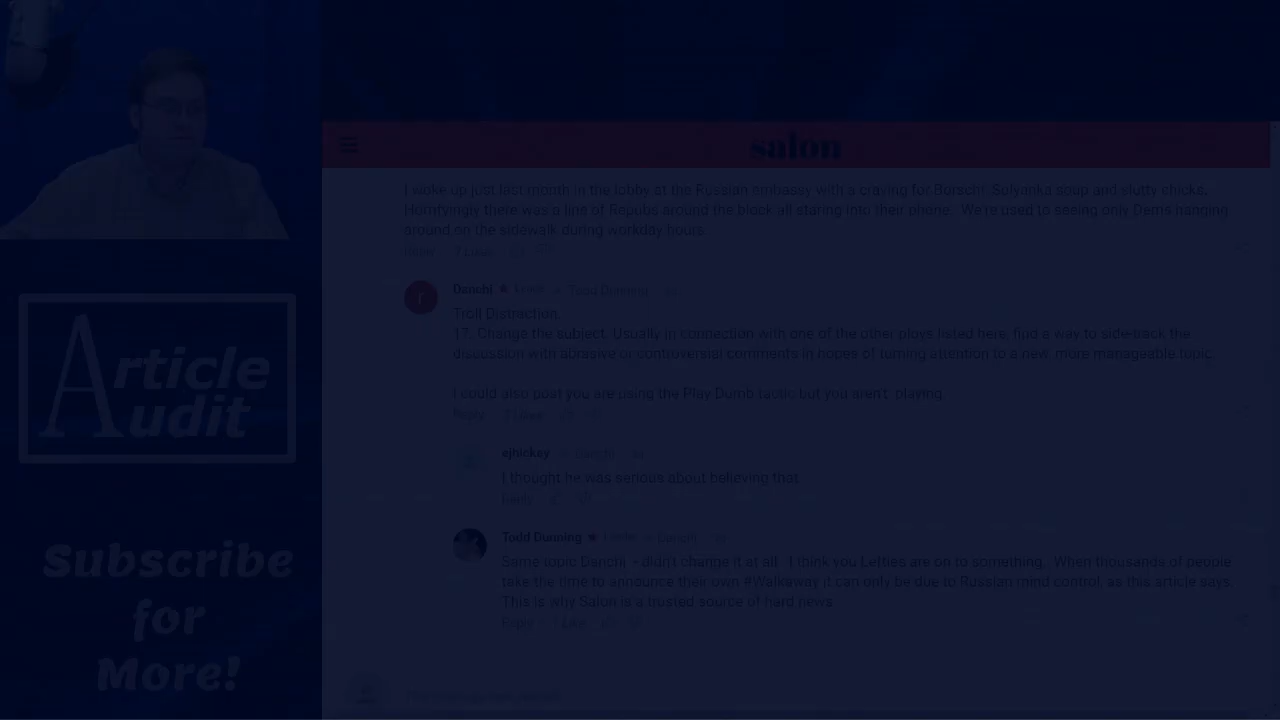 salon
I woke up just last month in the lobby at the Russian embassy with a craving for Borscht, Solyanka soup and slutty chicks.
Horrifyingly there was a line of Repubs around the block all staring into their phone. We're used to seeing only Dems hanging
around on the sidewalk during workday hours.
Reply
Danchi Todd Dunning
Troll Distraction.
17. Change the subject. Usually in connection with one of the other ploys listed here, find a way to side-track the
discussion with abrasive or controversial comments in hopes of turning attention to a new, more manageable topic.
I could also post you are using the Play Dumb tactic but you aren't playing.
Reply
ejhickey Danchi
I thought he was serious about believing that
Reply
Todd Dunning Danchi
Same topic Danchi - didn't change it at all. I think you Lefties are on to something. When thousands of people
take the time to announce their own #Walkaway it can only be due to Russian mind control, as this article says.
This is why Salon is a trusted source of hard news.
Reply
Article
Audit
Subscribe
for
More!